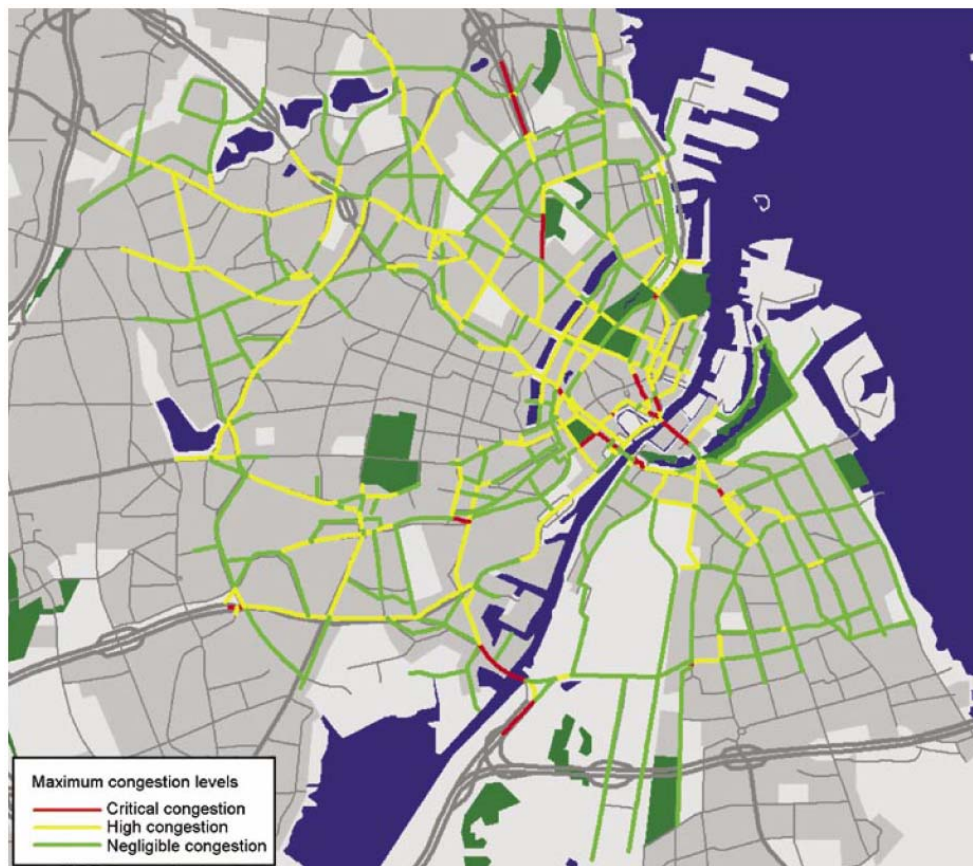 Maximum congestion levels
Critical congestion
High congestion
Negligible congestion